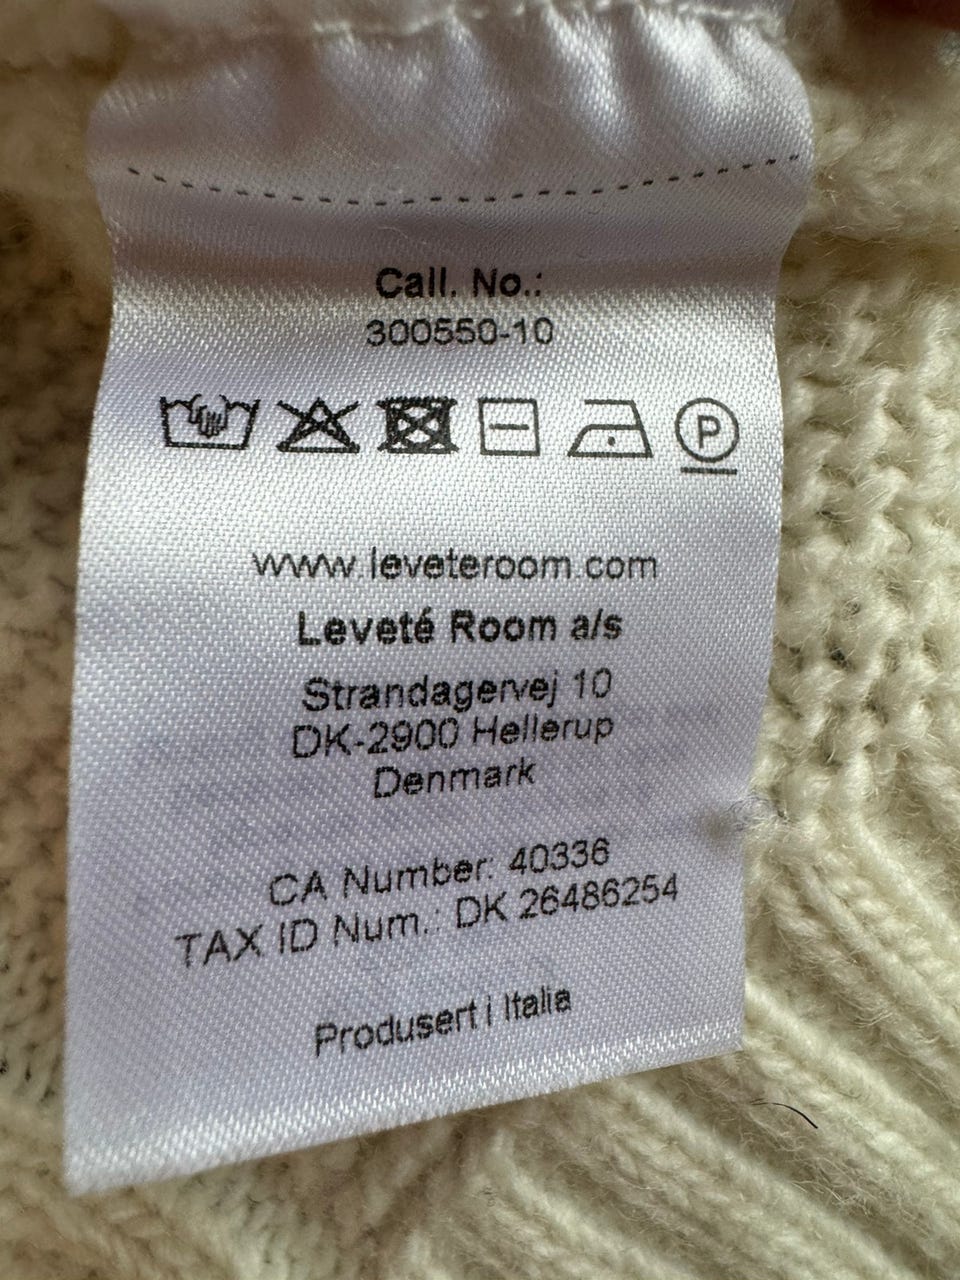 Call. No.:
300550-10
P
www.leveteroom.com
Leveté Room a/s
Strandagervej 10
DK-2900 Hellerup
Denmark
CA Number: 40336
TAX ID Num.: DK 26486254
Produsert i Italia